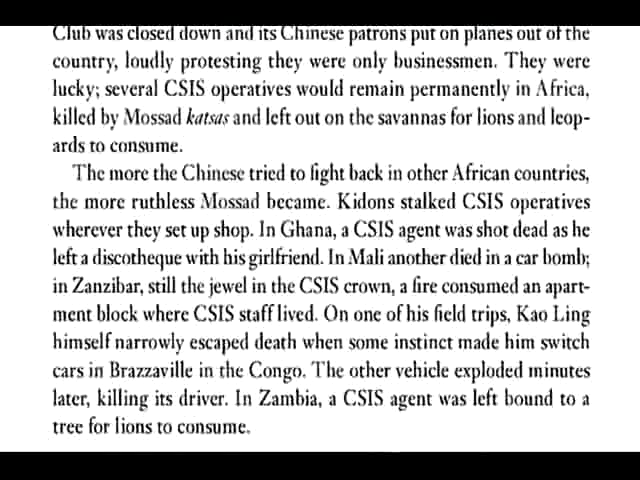 Club was closed down and its Chinese patrons put on planes out of the
country, loudly protesting they were only businessmen. They were
lucky; several CSIS operatives would remain permanently in Africa,
killed by Mossad katsas and left out on the savannas for lions and leop-
ards to consume.
The more the Chinese tried to fight back in other African countries,
the more ruthless Mossad became. Kidons stalked CSIS operatives
wherever they set up shop. In Ghana, a CSIS agent was shot dead as he
left a discotheque with his girlfriend. In Mali another died in a car bomb;
in Zanzibar, still the jewel in the CSIS crown, a fire consumed an apart-
ment block where CSIS staff lived. On one of his field trips, Kao Ling
himself narrowly escaped death when some instinct made him switch
cars in Brazzaville in the Congo. The other vehicle exploded minutes
later, killing its driver. In Zambia, a CSIS agent was left bound to a
tree for lions to consume.